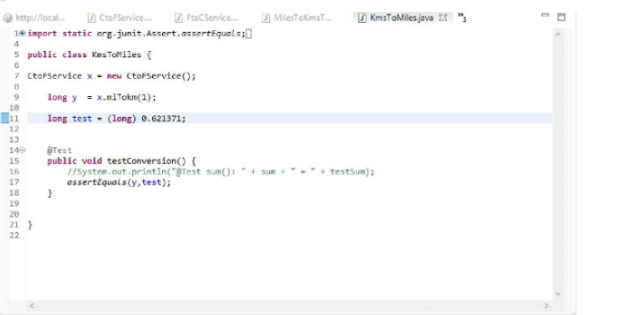 http://local... CtoFService.... FtoCService.... MilesToKmsT... KmsToMiles.java 3
1 import static org.junit.Assert.assertEquals;
4
5 public class KmsToMiles {
6
7 CtoFService x = new CtoFService();
8
9 long y = x.mlTokm(1);
10
11 long test = (long) 0.621371;
12
13
14 @Test
15 public void testConversion() {
16 //System.out.println("@Test sum(): " + sum + " = " + testSum);
17 assertEquals(y,test);
18 }
19
20
21 }
22